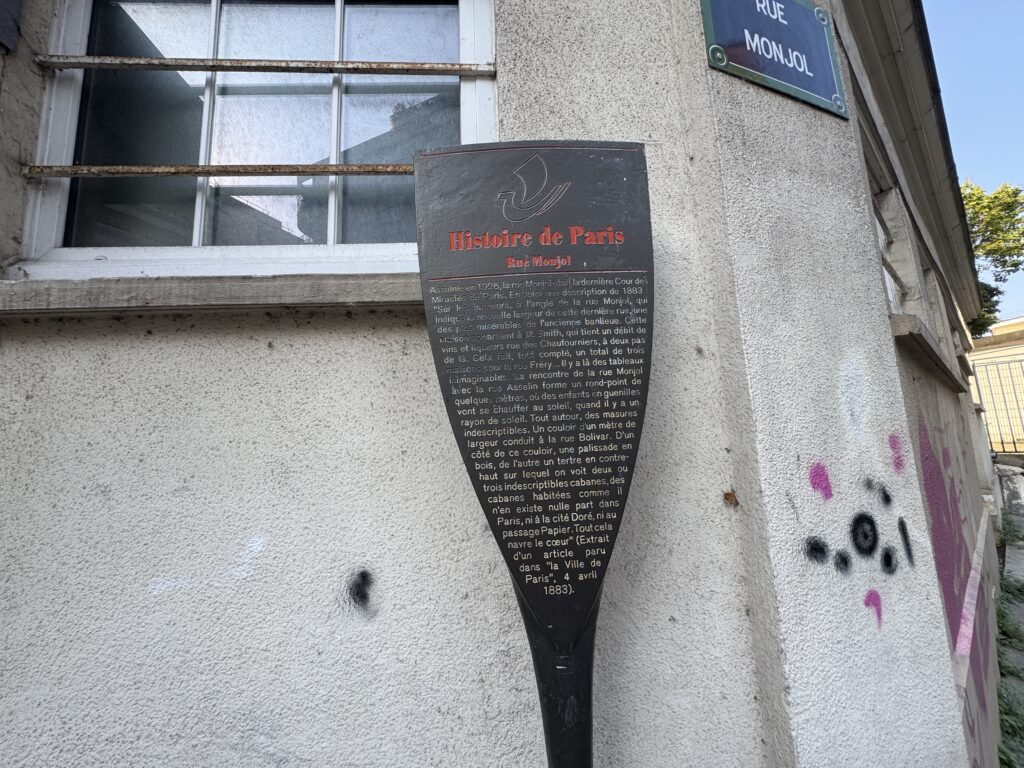 RUE
MONJOL
Histoire de Paris
Rue Monjol
Assainie en 1926, la rue Monjol était la dernière Cour des
Miracles de Paris. En voici une description de 1883 :
"Sur les hauteurs, à l'angle de la rue Monjol, qui
indique la nouvelle largeur de cette dernière rue, une
des plus misérables de l'ancienne banlieue. Cette
maison appartient à M. Smith, qui tient un débit de
vins et liqueurs rue des Chaufourniers, à deux pas
de là. Cela fait, tout compté, un total de trois
maisons pour la rue Fréry... Il y a là des tableaux
inimaginables. La rencontre de la rue Monjol
avec la rue Asselin forme un rond-point de
quelques mètres, où des enfants en guenilles
vont se chauffer au soleil, quand il y a un
rayon de soleil. Tout autour, des masures
indescriptibles. Un couloir d'un mètre de
largeur conduit à la rue Bolivar. D'un
côté de ce couloir, une palissade en
bois, de l'autre un tertre en contre-
haut sur lequel on voit deux ou
trois indescriptibles cabanes, des
cabanes habitées comme il
n'en existe nulle part dans
Paris, ni à la cité Doré, ni au
passage Papier. Tout cela
navre le cœur" (Extrait
d'un article paru
dans "la Ville de
Paris", 4 avril
1883).